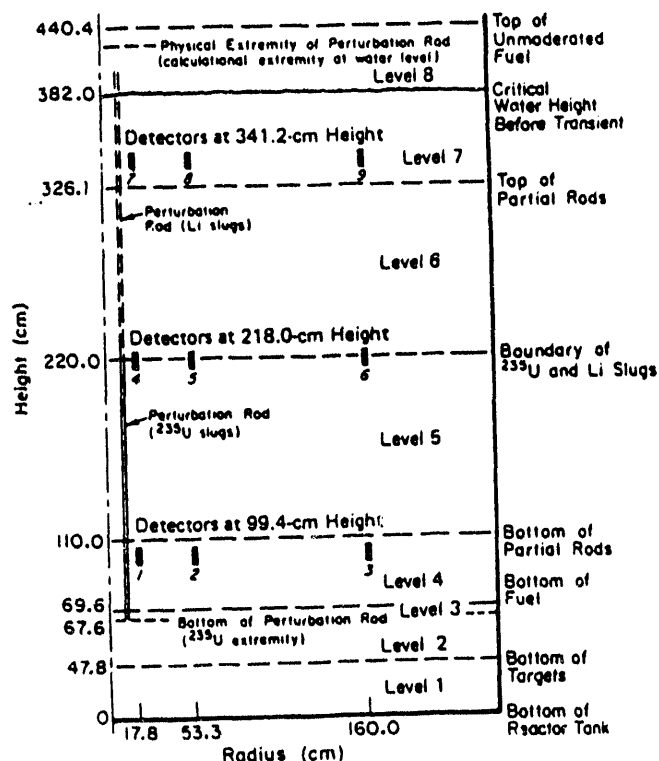 440.4
Top of
Unmoderated
Fuel
Physical Extremity of Perturbation Rod
(calculational extremity at water level)
Level 8
382.0
Critical
Water Height
Before Transient
Detectors at 341.2-cm Height
Level 7
7 8 9
326.1
Top of
Partial Rods
Perturbation
Rod (Li slugs)
Level 6
Height (cm)
Detectors at 218.0-cm Height
220.0
Boundary of
²³⁵U and Li Slugs
4 5 6
Perturbation Rod
(²³⁵U slugs)
Level 5
Detectors at 99.4-cm Height
110.0
Bottom of
Partial Rods
1 2 3
Level 4
Bottom of
Fuel
69.6
Level 3
67.6
Bottom of Perturbation Rod
(²³⁵U extremity)
Level 2
47.8
Bottom of
Targets
Level 1
0
Bottom of
Reactor Tank
17.8 53.3 160.0
Radius (cm)